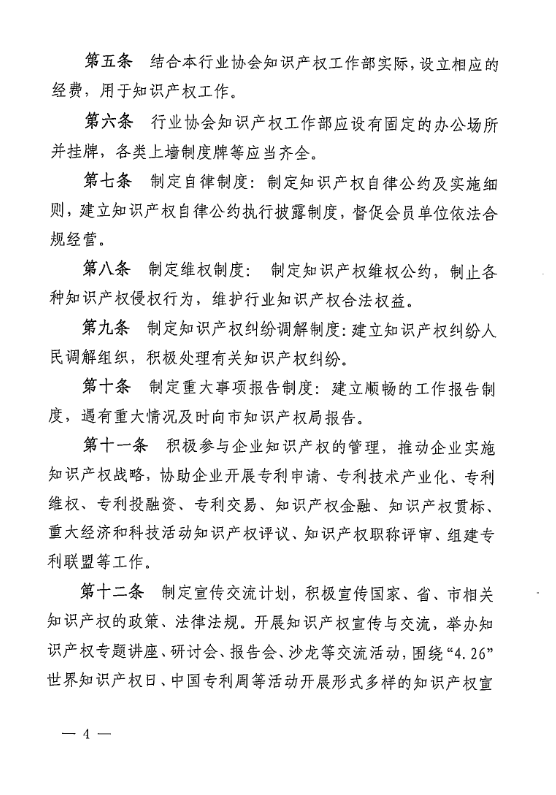 第五条　结合本行业协会知识产权工作部实际，设立相应的
经费，用于知识产权工作。
第六条　行业协会知识产权工作部应设有固定的办公场所
并挂牌，各类上墙制度牌等应当齐全。
第七条　制定自律制度：制定知识产权自律公约及实施细
则，建立知识产权自律公约执行披露制度，督促会员单位依法合
规经营。
第八条　制定维权制度：　制定知识产权维权公约，制止各
种知识产权侵权行为，维护行业知识产权合法权益。
第九条　制定知识产权纠纷调解制度：建立知识产权纠纷人
民调解组织，积极处理有关知识产权纠纷。
第十条　制定重大事项报告制度：建立顺畅的工作报告制
度，遇有重大情况及时向市知识产权局报告。
第十一条　积极参与企业知识产权的管理，推动企业实施
知识产权战略，协助企业开展专利申请、专利技术产业化、专利
维权、专利投融资、专利交易、知识产权金融、知识产权贯标、
重大经济和科技活动知识产权评议、知识产权职称评审、组建专
利联盟等工作。
第十二条　制定宣传交流计划，积极宣传国家、省、市相关
知识产权的政策、法律法规。开展知识产权宣传与交流，举办知
识产权专题讲座、研讨会、报告会、沙龙等交流活动，围绕“4.26”
世界知识产权日、中国专利周等活动开展形式多样的知识产权宣
— 4 —